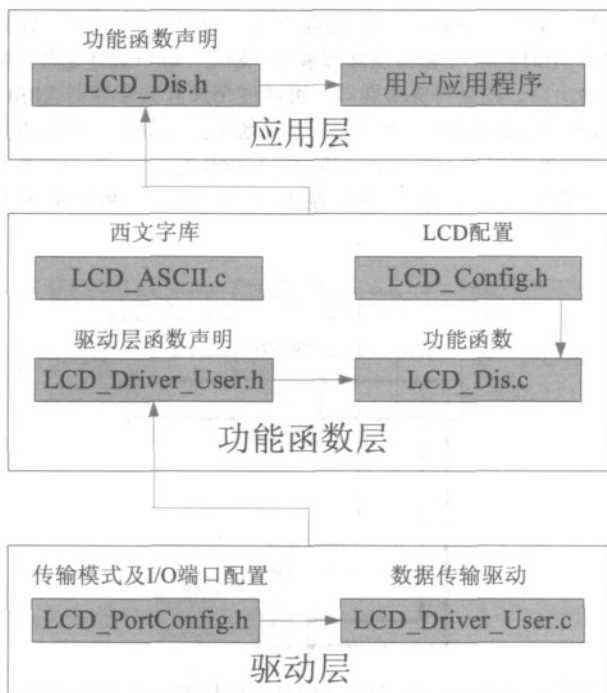 功能函数声明
LCD_Dis.h
用户应用程序
应用层
西文字库
LCD配置
LCD_ASCII.c
LCD_Config.h
驱动层函数声明
功能函数
LCD_Driver_User.h
LCD_Dis.c
功能函数层
传输模式及I/O端口配置
数据传输驱动
LCD_PortConfig.h
LCD_Driver_User.c
驱动层